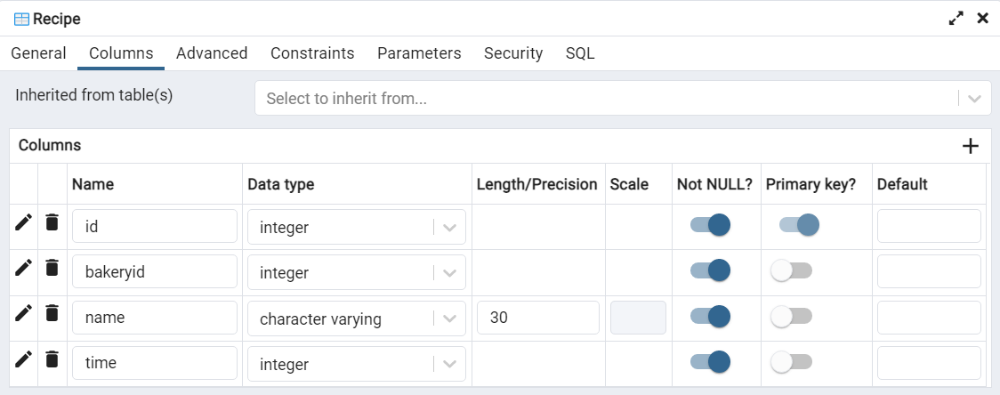 Recipe
General Columns Advanced Constraints Parameters Security SQL
Inherited from table(s) Select to inherit from...
Columns
Name Data type Length/Precision Scale Not NULL? Primary key? Default
id integer
bakeryid integer
name character varying 30
time integer